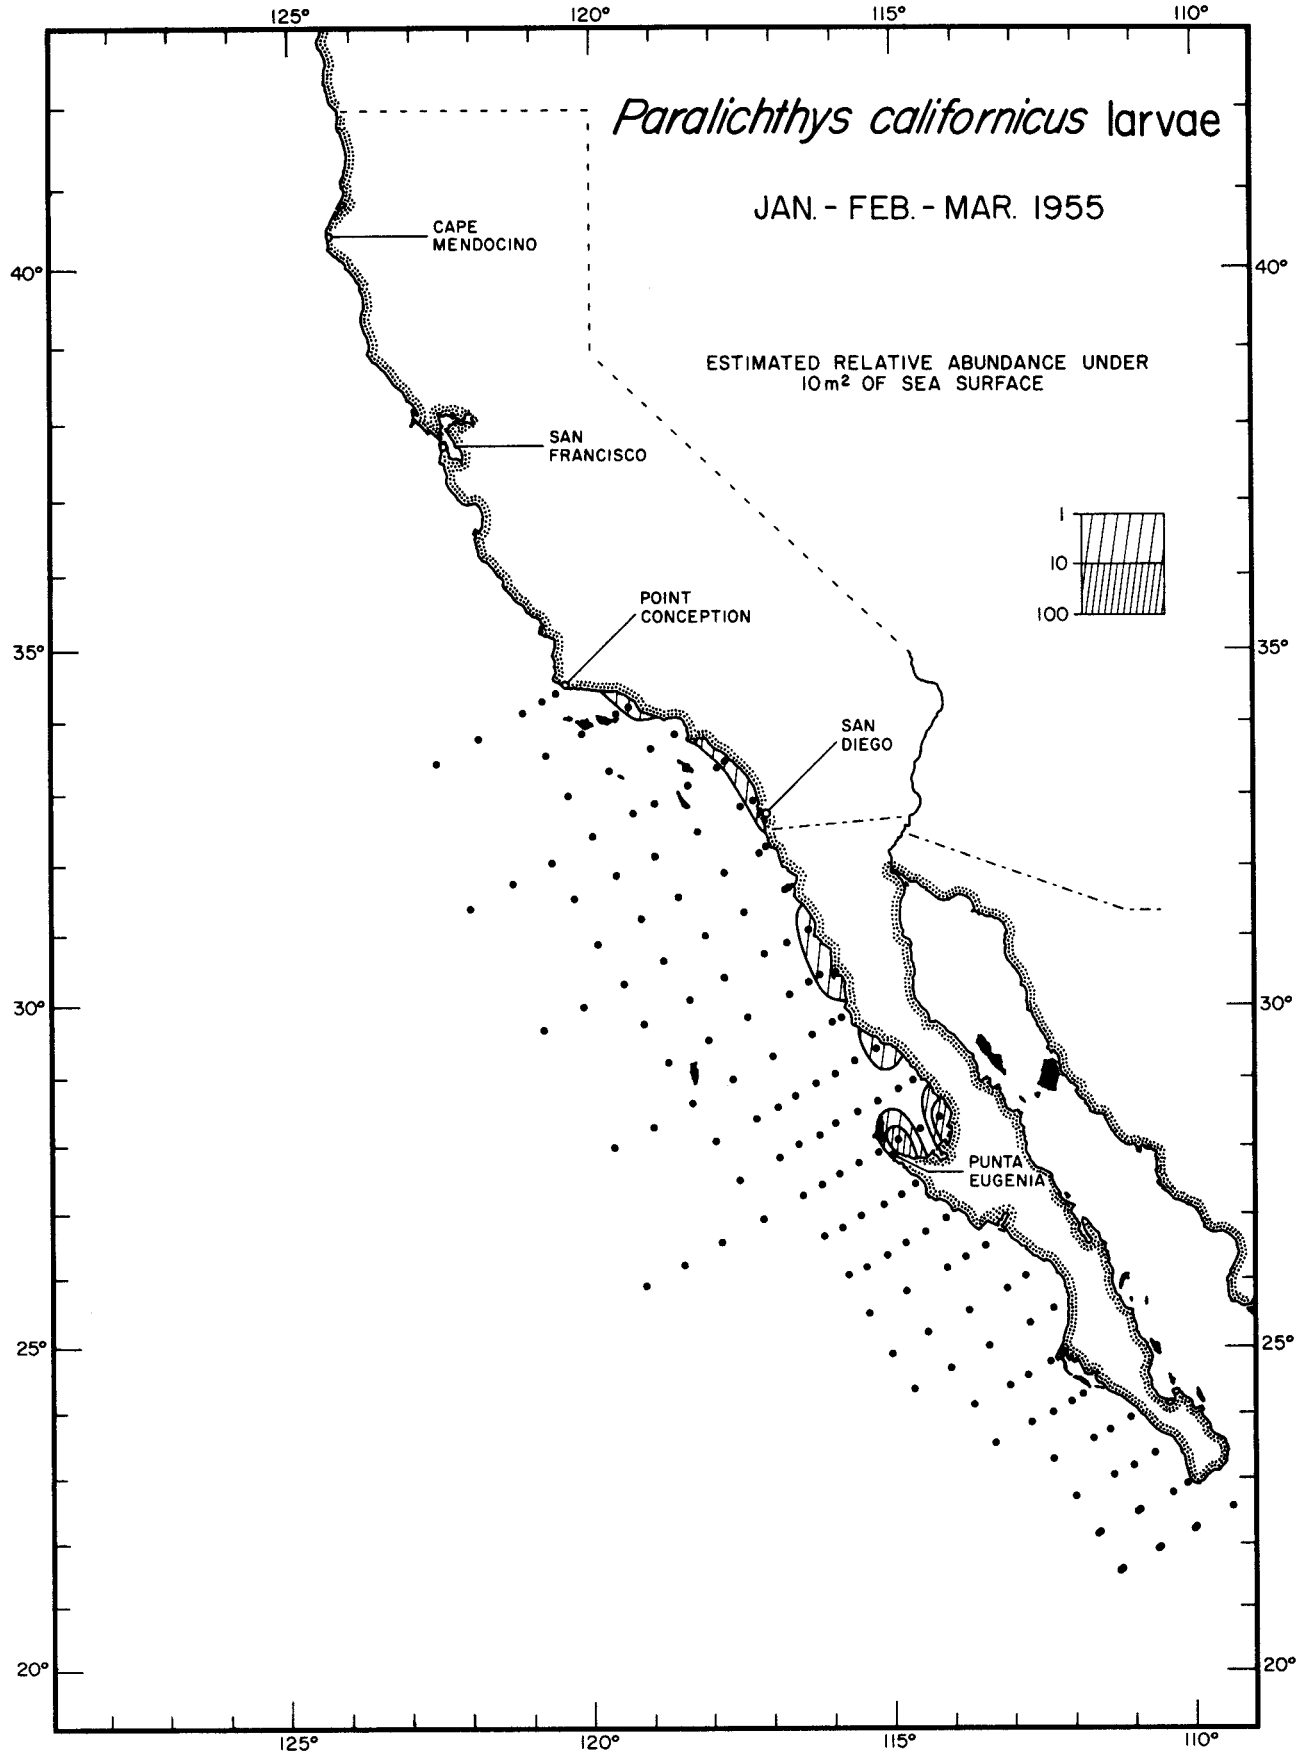 125° 120° 115° 110°
Paralichthys californicus larvae
JAN. - FEB. - MAR. 1955
CAPE
MENDOCINO
40° 40°
ESTIMATED RELATIVE ABUNDANCE UNDER
10m² OF SEA SURFACE
SAN
FRANCISCO
1
10
100
POINT
CONCEPTION
35° 35°
SAN
DIEGO
30° 30°
PUNTA
EUGENIA
25° 25°
20° 20°
125° 120° 115° 110°